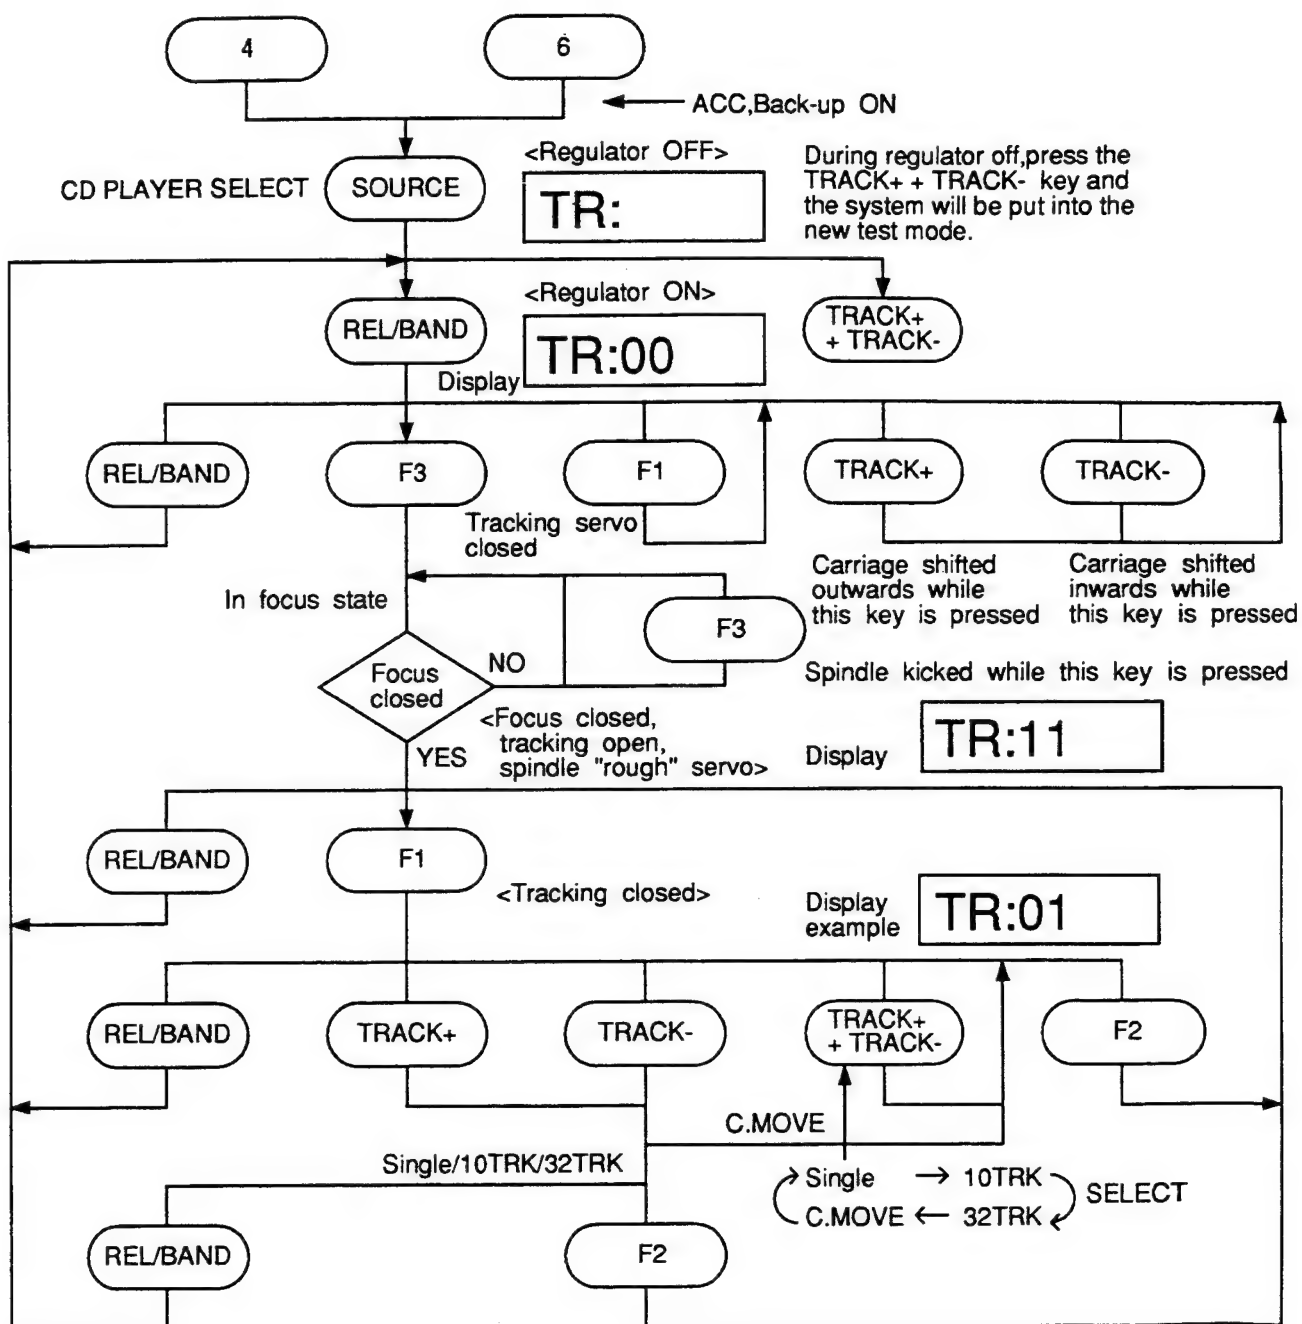 4
6
ACC,Back-up ON
CD PLAYER SELECT
SOURCE
<Regulator OFF>
TR:
During regulator off,press the
TRACK+ + TRACK- key and
the system will be put into the
new test mode.
REL/BAND
<Regulator ON>
TR:00
Display
TRACK+
+ TRACK-
REL/BAND
F3
F1
TRACK+
TRACK-
Tracking servo
closed
Carriage shifted
outwards while
this key is pressed
Carriage shifted
inwards while
this key is pressed
In focus state
F3
Focus
closed
NO
YES
Spindle kicked while this key is pressed
<Focus closed,
tracking open,
spindle "rough" servo>
Display
TR:11
REL/BAND
F1
<Tracking closed>
Display
example
TR:01
REL/BAND
TRACK+
TRACK-
TRACK+
+ TRACK-
F2
C.MOVE
Single/10TRK/32TRK
Single → 10TRK
C.MOVE ← 32TRK
SELECT
REL/BAND
F2